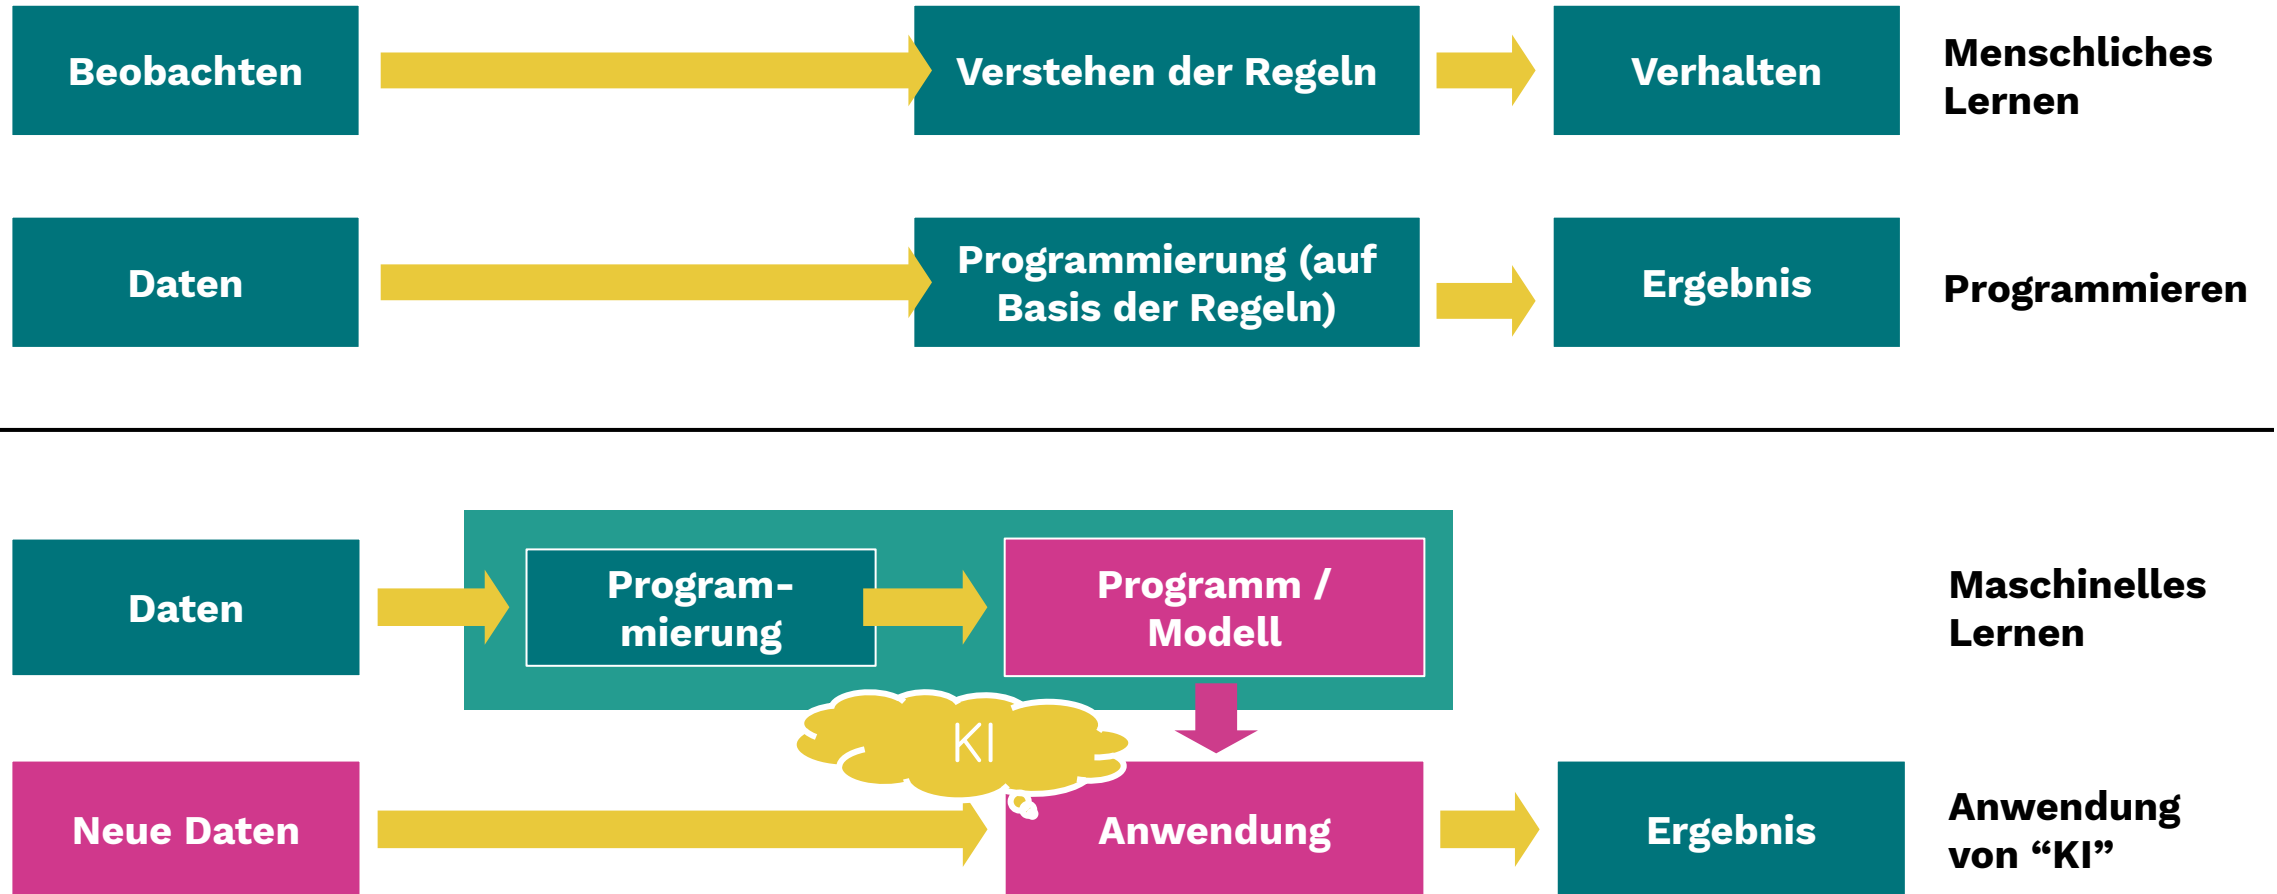 Beobachten
Verstehen der Regeln
Verhalten
Menschliches
Lernen
Daten
Programmierung (auf
Basis der Regeln)
Ergebnis
Programmieren
Daten
Program-
mierung
Programm /
Modell
Maschinelles
Lernen
KI
Neue Daten
Anwendung
Ergebnis
Anwendung
von “KI”